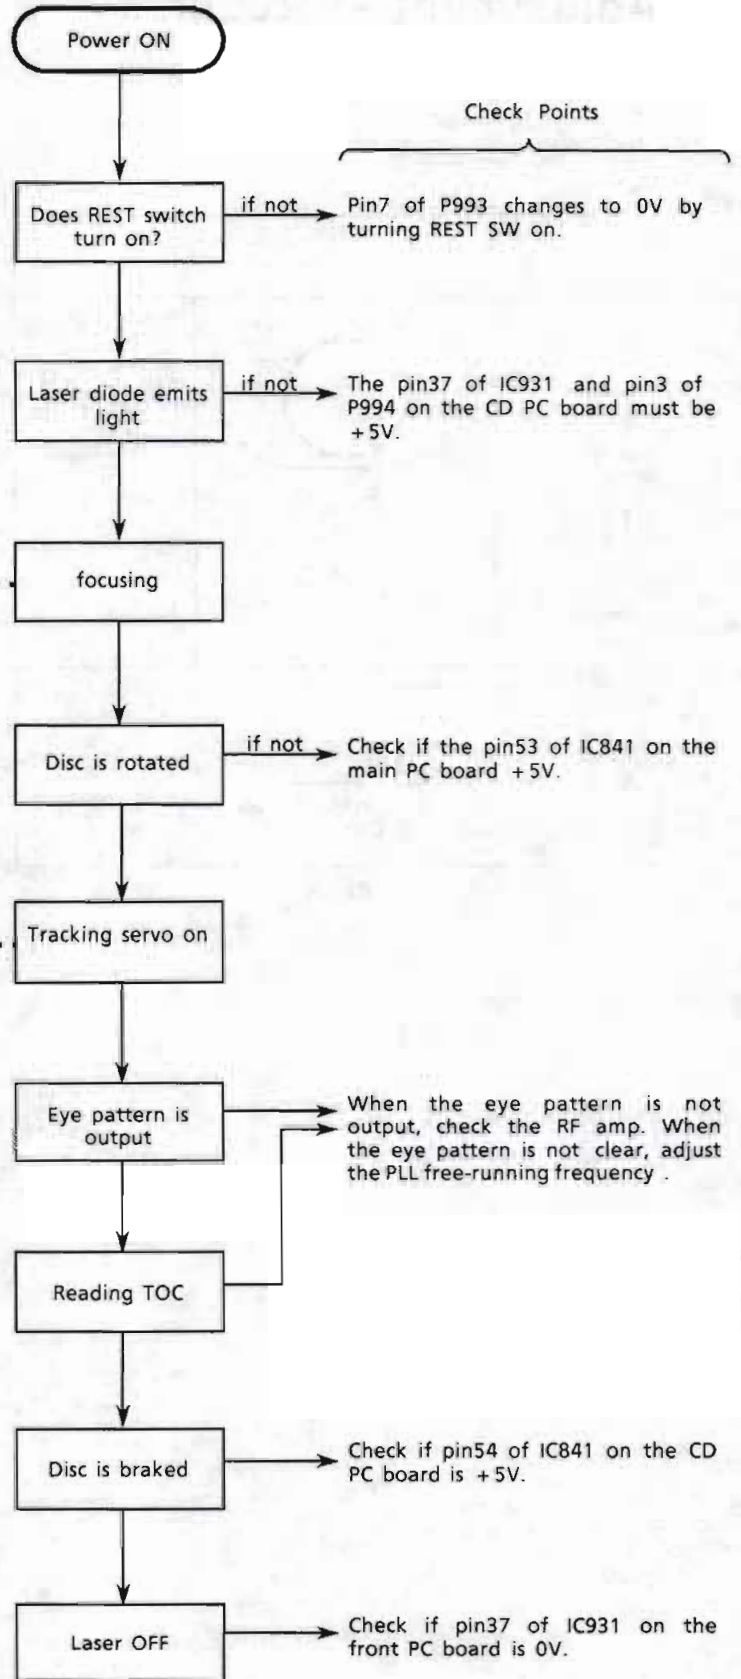 Power ON
Check Points
Does REST switch
turn on?
if not
Pin7 of P993 changes to 0V by
turning REST SW on.
Laser diode emits
light
if not
The pin37 of IC931 and pin3 of
P994 on the CD PC board must be
+5V.
focusing
Disc is rotated
if not
Check if the pin53 of IC841 on the
main PC board +5V.
Tracking servo on
Eye pattern is
output
When the eye pattern is not
output, check the RF amp. When
the eye pattern is not clear, adjust
the PLL free-running frequency .
Reading TOC
Disc is braked
Check if pin54 of IC841 on the CD
PC board is +5V.
Laser OFF
Check if pin37 of IC931 on the
front PC board is 0V.